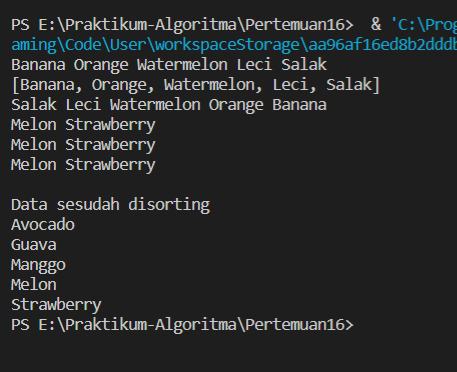 PS E:\Praktikum-Algoritma\Pertemuan16>  & 'C:\Prog
aming\Code\User\workspaceStorage\aa96af16ed8b2dddb
Banana Orange Watermelon Leci Salak
[Banana, Orange, Watermelon, Leci, Salak]
Salak Leci Watermelon Orange Banana
Melon Strawberry
Melon Strawberry
Melon Strawberry
Data sesudah disorting
Avocado
Guava
Manggo
Melon
Strawberry
PS E:\Praktikum-Algoritma\Pertemuan16>